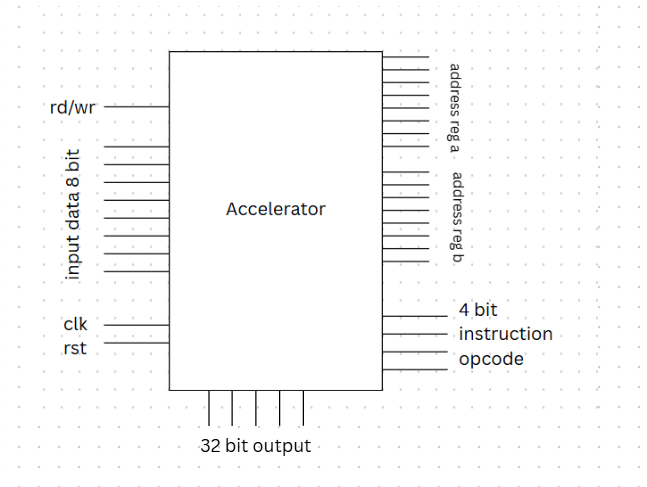 rd/wr
input data 8 bit
clk
rst
Accelerator
address reg a
address reg b
4 bit
instruction
opcode
32 bit output